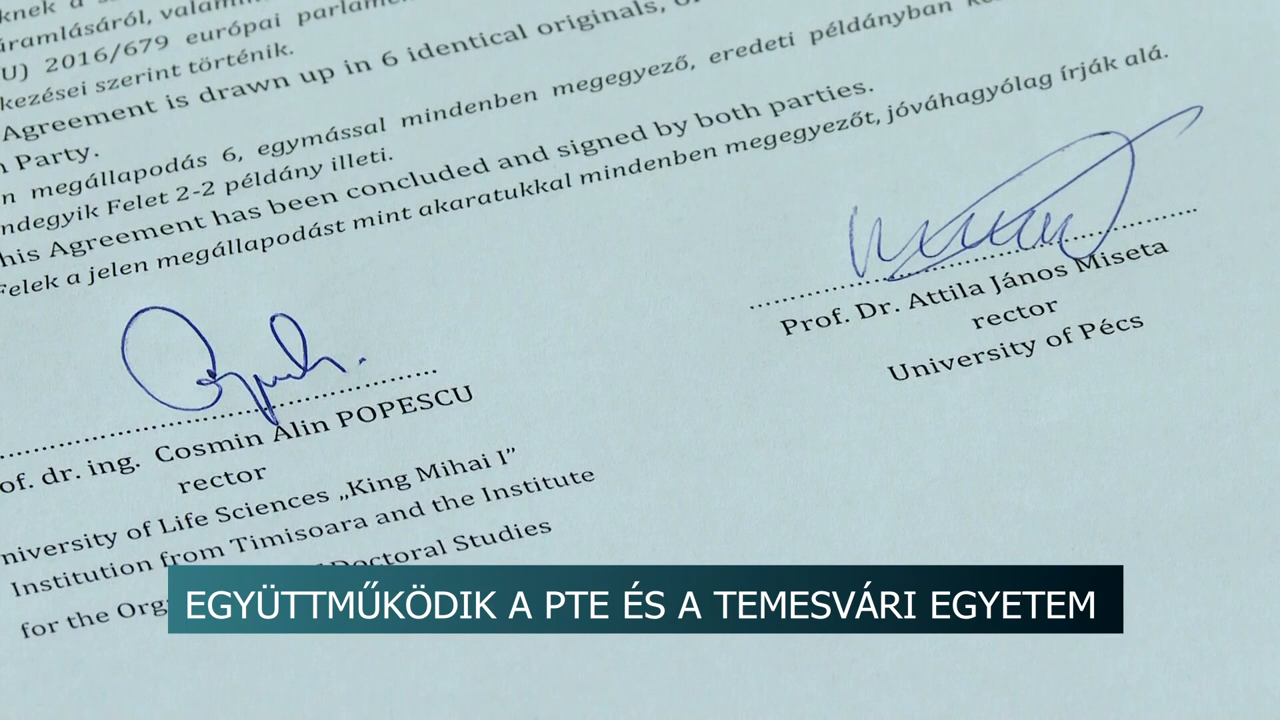 áramlásáról, valamin
U) 2016/679 európai parlamen
kezései szerint történik.
Agreement is drawn up in 6 identical originals,
Party.
megállapodás 6, egymással mindenben megegyező, eredeti példányban
ndegyik Felet 2-2 példány illeti.
his Agreement has been concluded and signed by both parties.
Felek a jelen megállapodást mint akaratukkal mindenben megegyezőt, jóváhagyólag írják alá.
Prof. Dr. Attila János Miseta
rector
University of Pécs
of. dr. ing. Cosmin Alin POPESCU
rector
niversity of Life Sciences „King Mihai I”
Institution from Timisoara and the Institute
for the Org Doctoral Studies
EGYÜTTMŰKÖDIK A PTE ÉS A TEMESVÁRI EGYETEM